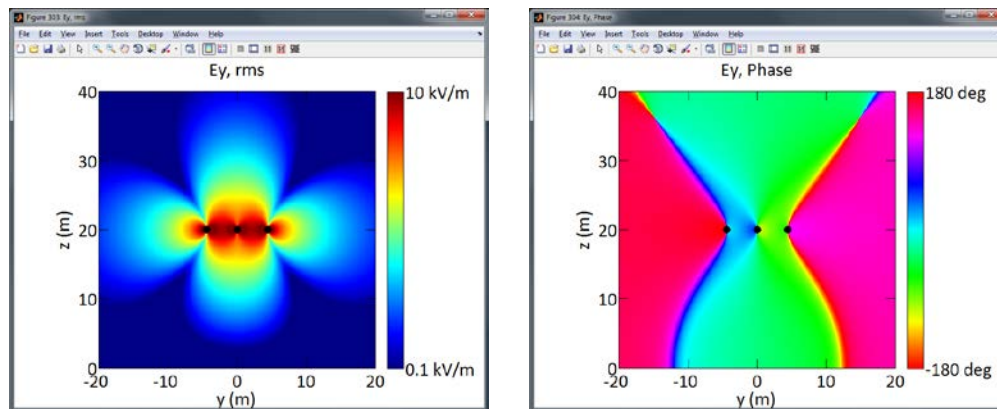 Figure 303: Ey, rms
File Edit View Insert Tools Desktop Window Help
Ey, rms
40
30
20
10
0
z (m)
-20 -10 0 10 20
y (m)
10 kV/m
0.1 kV/m
Figure 304: Ey, Phase
File Edit View Insert Tools Desktop Window Help
Ey, Phase
40
30
20
10
0
z (m)
-20 -10 0 10 20
y (m)
180 deg
-180 deg